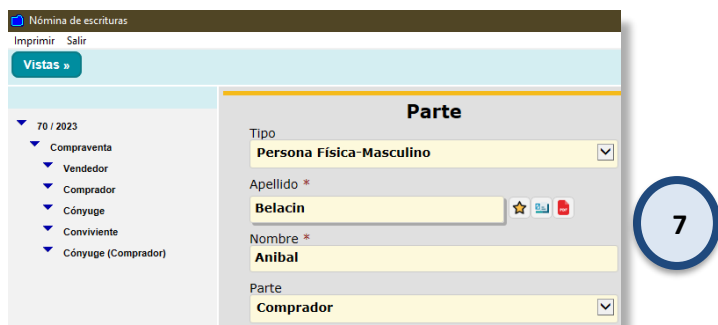 Nómina de escrituras
Imprimir Salir
Vistas »
70 / 2023
Compraventa
Vendedor
Comprador
Cónyuge
Conviviente
Cónyuge (Comprador)
Parte
Tipo
Persona Física-Masculino
Apellido *
Belacin
PDF
Nombre *
Anibal
Parte
Comprador
7